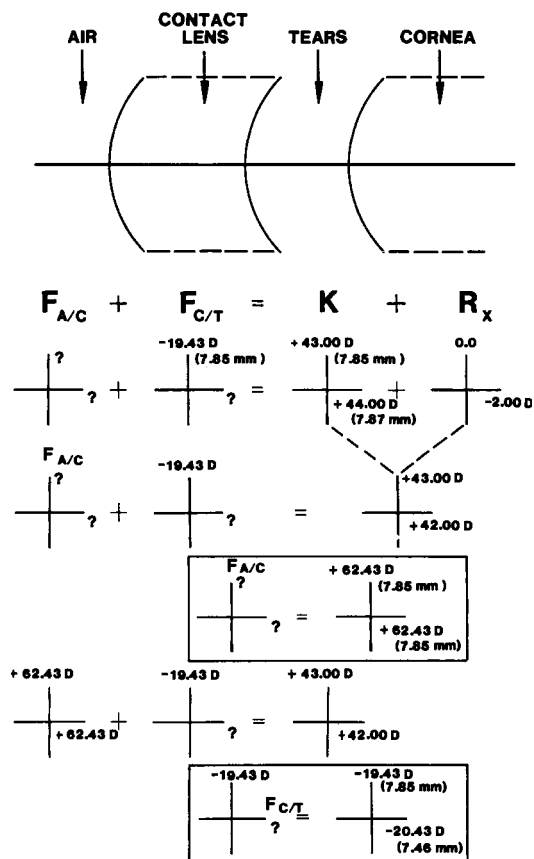 AIR
CONTACT
LENS
TEARS
CORNEA
F A/C + F C/T = K + R X
-19.43 D
(7.85 mm)
+43.00 D
(7.85 mm)
0.0
? ? + ? = + -2.00 D
+44.00 D
(7.87 mm)
F A/C
? -19.43 D +43.00 D
? + ? = +42.00 D
F A/C
? +62.43 D
(7.85 mm)
? = +62.43 D
(7.85 mm)
+62.43 D -19.43 D +43.00 D
+62.43 D + ? = +42.00 D
-19.43 D -19.43 D
(7.85 mm)
F C/T =
? -20.43 D
(7.46 mm)